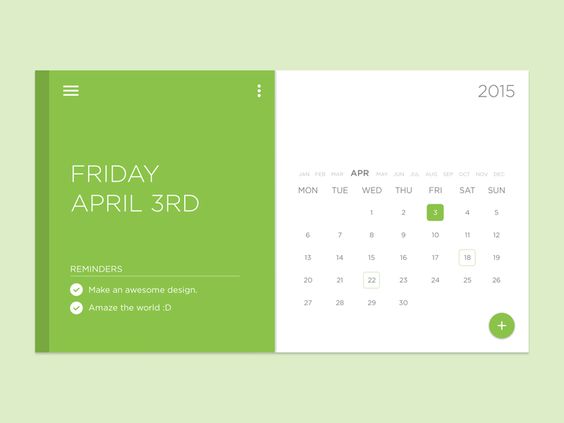 2015
FRIDAY
APRIL 3RD
REMINDERS
Make an awesome design.
Amaze the world :D
JAN FEB MAR APR MAY JUN JUL AUG SEP OCT NOV DEC
MON TUE WED THU FRI SAT SUN
1 2 3 4 5
6 7 8 9 10 11 12
13 14 15 16 17 18 19
20 21 22 23 24 25 26
27 28 29 30